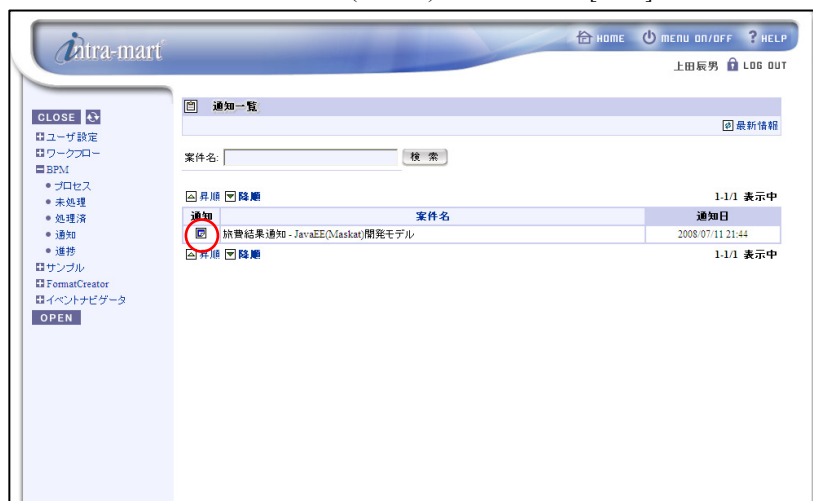 intra-mart
HOME MENU ON/OFF ? HELP
上田辰男 LOG OUT
CLOSE
ユーザ設定
ワークフロー
BPM
プロセス
未処理
処理済
通知
進捗
サンプル
FormatCreator
イベントナビゲータ
OPEN
通知一覧
最新情報
案件名:
検 索
昇順 降順 1-1/1 表示中
通知 案件名 通知日
旅費結果通知 - JavaEE(Maskat)開発モデル 2008/07/11 21:44
昇順 降順 1-1/1 表示中